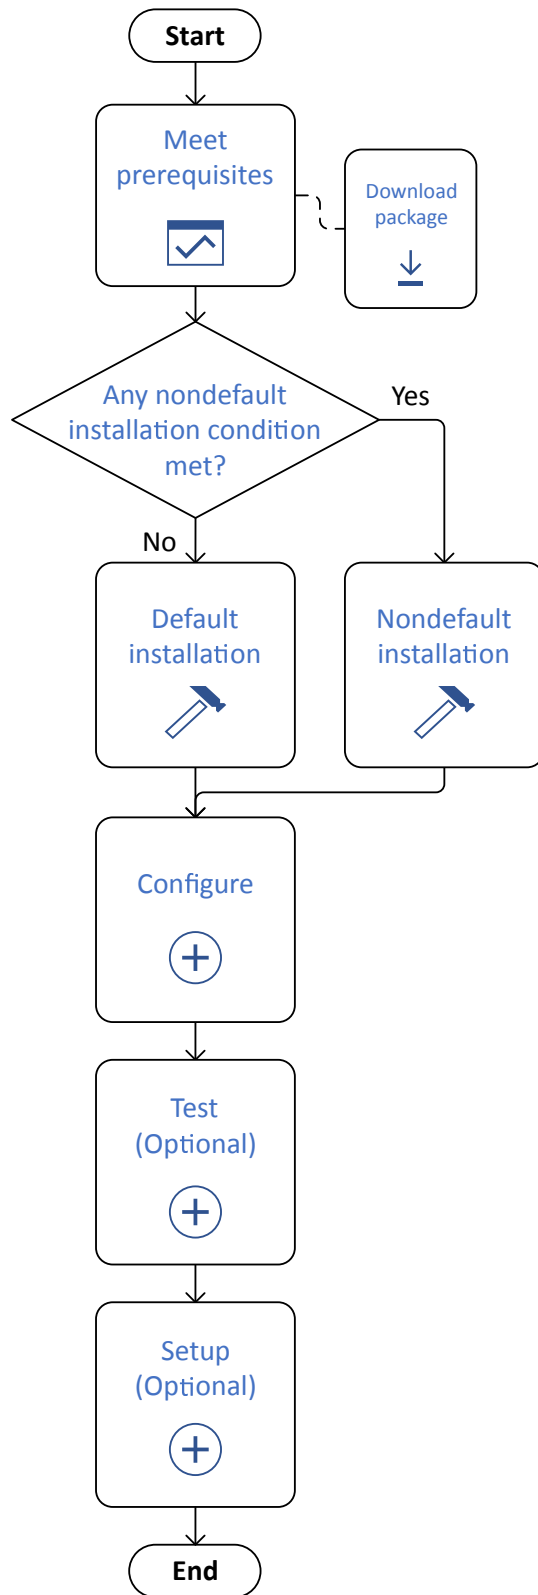 Start
Meet
prerequisites
Download
package
Any nondefault
installation condition
met?
Yes
No
Default
installation
Nondefault
installation
Configure
Test
(Optional)
Setup
(Optional)
End